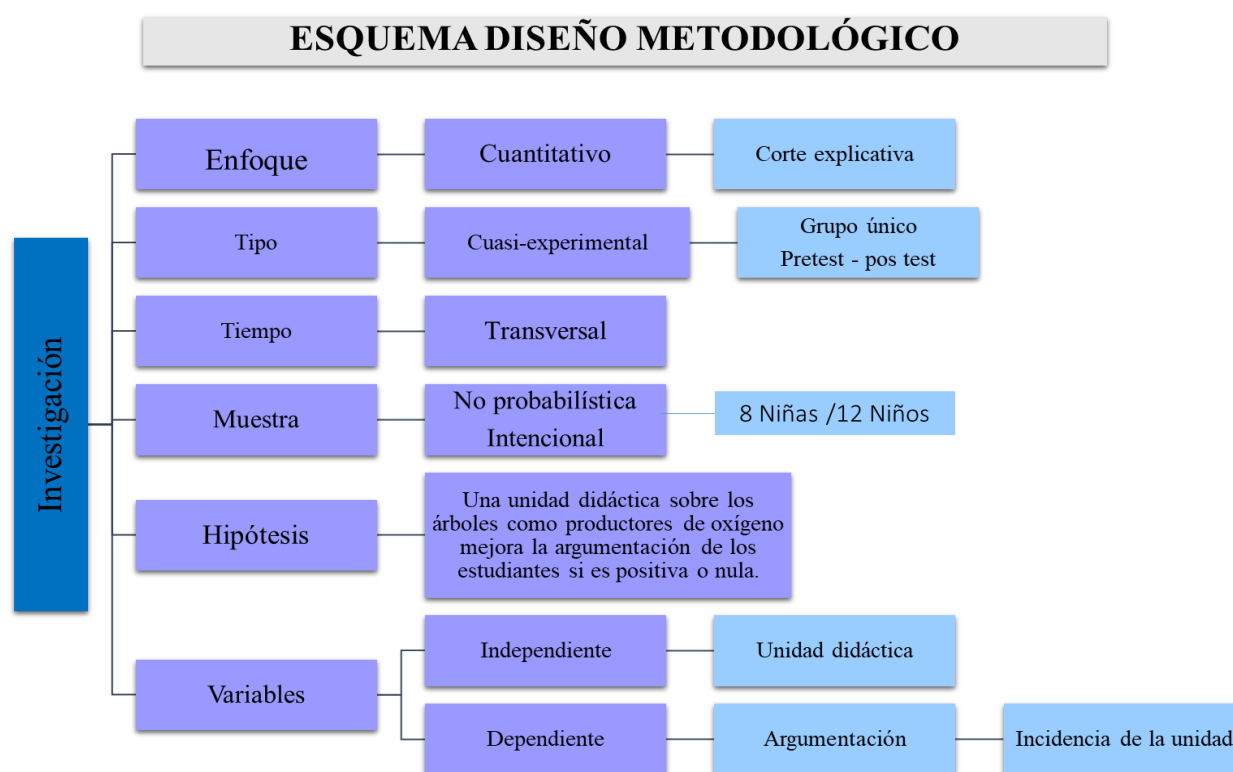 ESQUEMA DISEÑO METODOLÓGICO
Investigación
Enfoque
Cuantitativo
Corte explicativa
Tipo
Cuasi-experimental
Grupo único
Pretest - pos test
Tiempo
Transversal
Muestra
No probabilística
Intencional
8 Niñas /12 Niños
Hipótesis
Una unidad didáctica sobre los
árboles como productores de oxígeno
mejora la argumentación de los
estudiantes si es positiva o nula.
Variables
Independiente
Unidad didáctica
Dependiente
Argumentación
Incidencia de la unidad